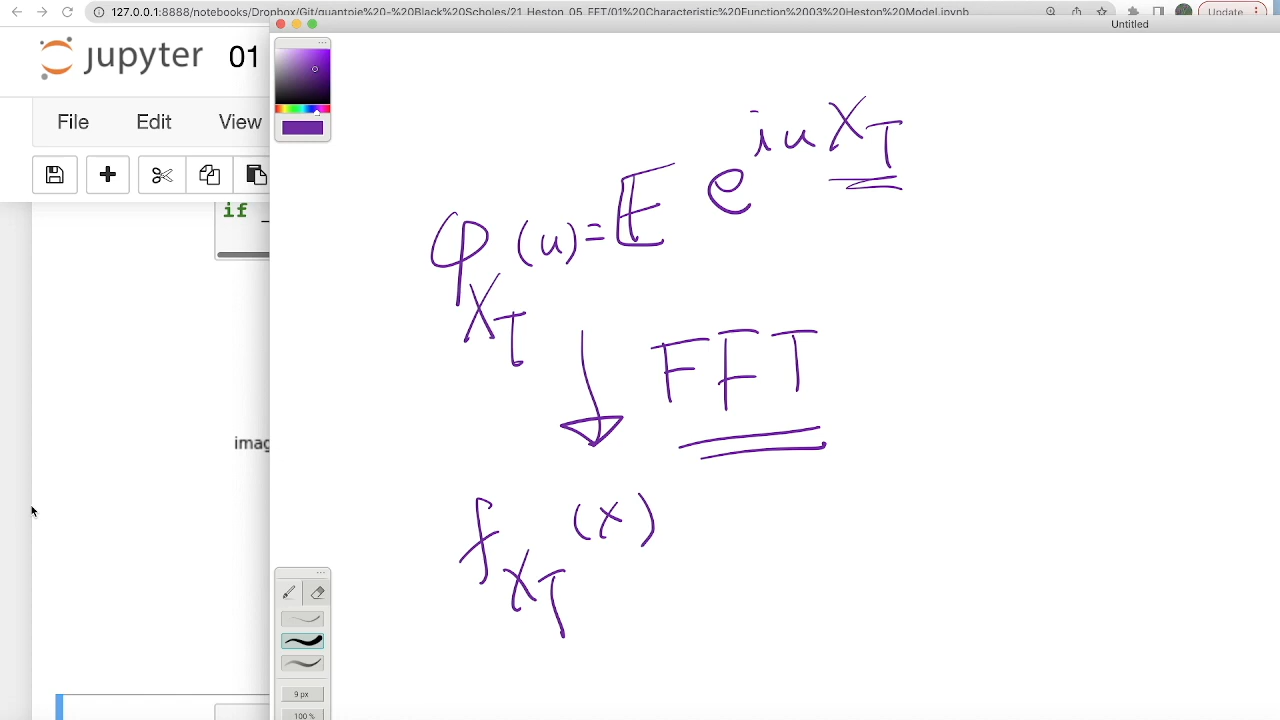 127.0.0.1:8888/notebooks/Dropbox/Git/quantpie%20-%20Black%20Scholes/21_Heston_05_FFT/01%20Characteristic%20Function%2003%20Heston%20Model.ipynb
Update
Untitled
jupyter 01
File Edit View
if _
imag
φ_{X_T}(u) = 𝔼 e^{iuX_T}
FFT
f_{X_T}(x)
9 px
100 %